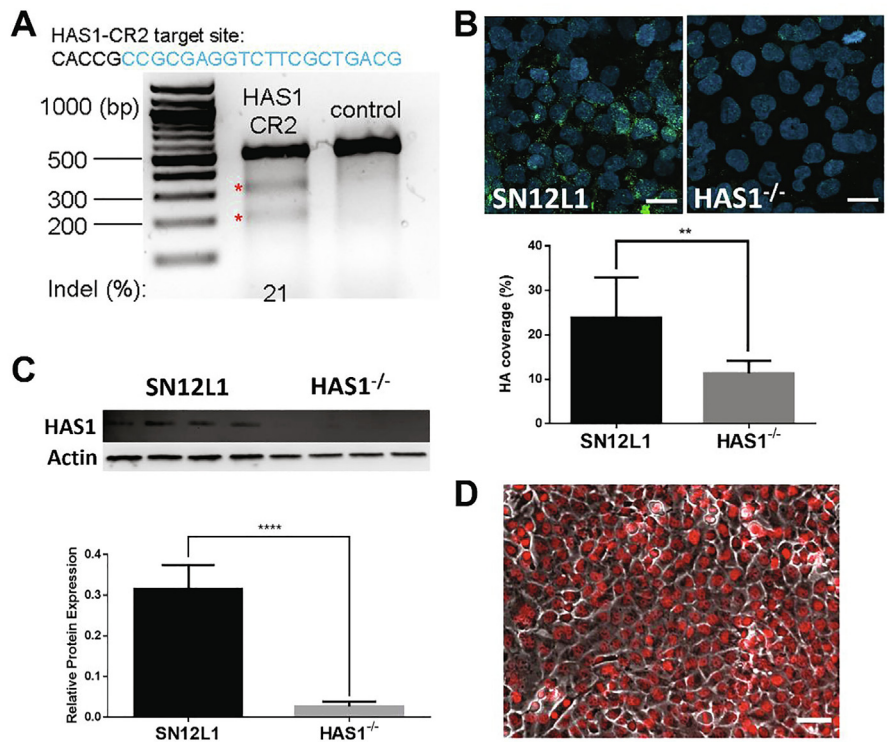 A
HAS1-CR2 target site:
CACCGCCGCGAGGTCTTCGCTGACG
1000 (bp)
500
300
200
HAS1
CR2
control
*
*
Indel (%):
21
B
SN12L1
HAS1-/-
HA coverage (%)
40
30
20
10
0
**
SN12L1
HAS1-/-
C
SN12L1
HAS1-/-
HAS1
Actin
Relative Protein Expression
0.4
0.3
0.2
0.1
0.0
****
SN12L1
HAS1-/-
D